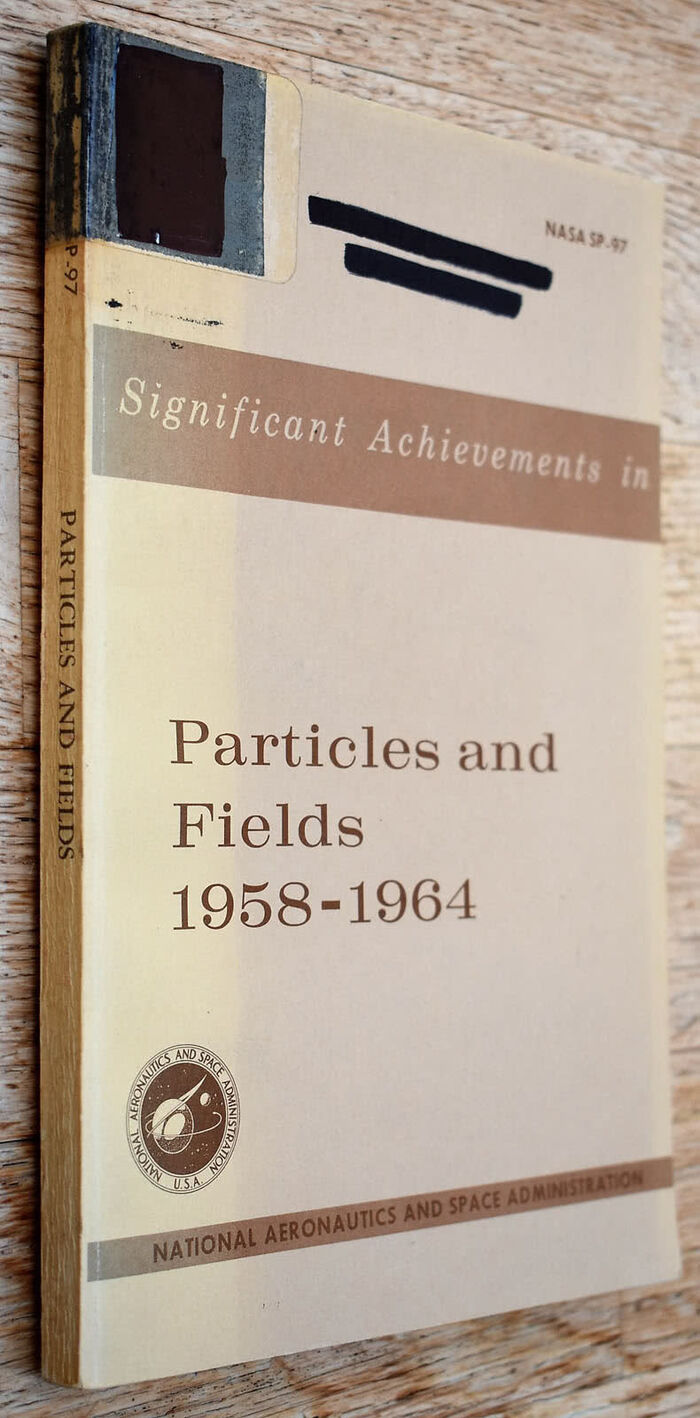 NASA SP-97
P-97
Significant Achievements in
PARTICLES AND FIELDS
Particles and
Fields
1958-1964
NATIONAL AERONAUTICS AND SPACE ADMINISTRATION
U.S.A.
NATIONAL AERONAUTICS AND SPACE ADMINISTRATION